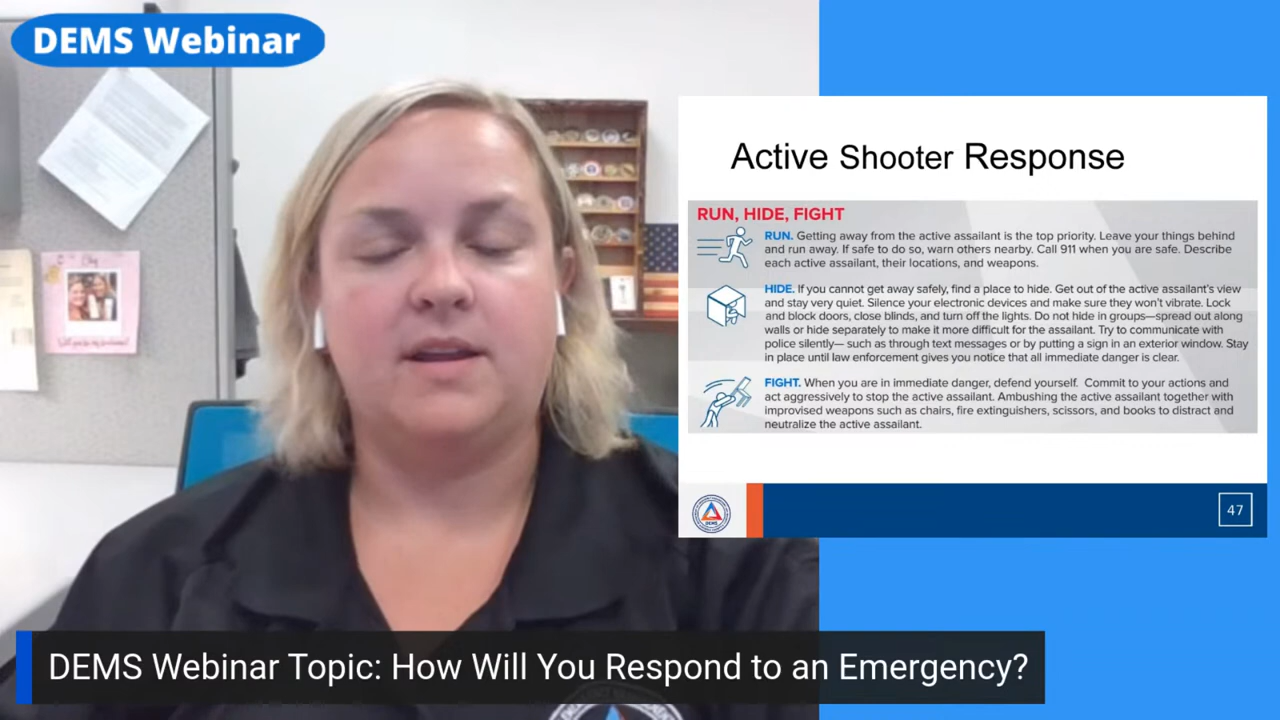 DEMS Webinar
Active Shooter Response
RUN, HIDE, FIGHT
RUN. Getting away from the active assailant is the top priority. Leave your things behind
and run away. If safe to do so, warn others nearby. Call 911 when you are safe. Describe
each active assailant, their locations, and weapons.
HIDE. If you cannot get away safely, find a place to hide. Get out of the active assailant's view
and stay very quiet. Silence your electronic devices and make sure they won't vibrate. Lock
and block doors, close blinds, and turn off the lights. Do not hide in groups—spread out along
walls or hide separately to make it more difficult for the assailant. Try to communicate with
police silently— such as through text messages or by putting a sign in an exterior window. Stay
in place until law enforcement gives you notice that all immediate danger is clear.
FIGHT. When you are in immediate danger, defend yourself. Commit to your actions and
act aggressively to stop the active assailant. Ambushing the active assailant together with
improvised weapons such as chairs, fire extinguishers, scissors, and books to distract and
neutralize the active assailant.
DEMS
47
DEMS Webinar Topic: How Will You Respond to an Emergency?